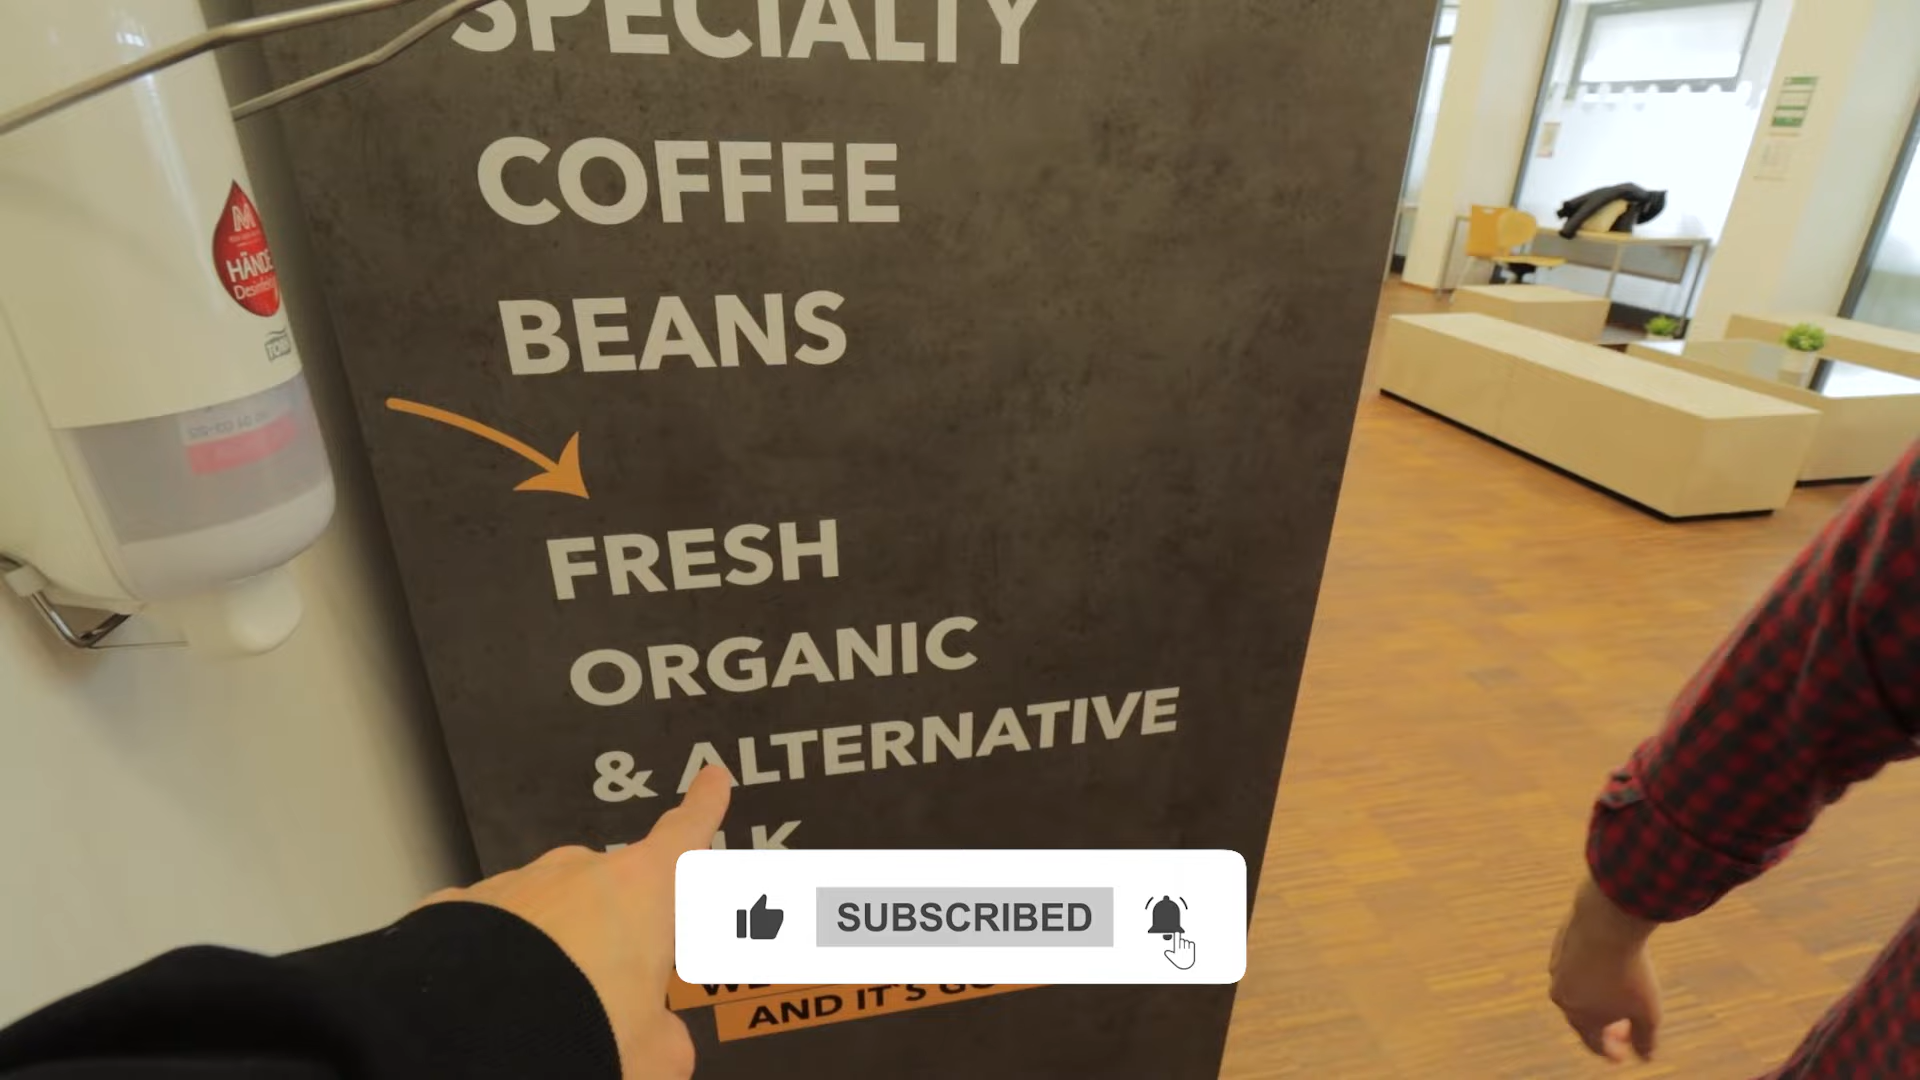 SPECIALTY
COFFEE
BEANS
HÄNDE
FRESH
ORGANIC
& ALTERNATIVE
SUBSCRIBED
AND IT'S